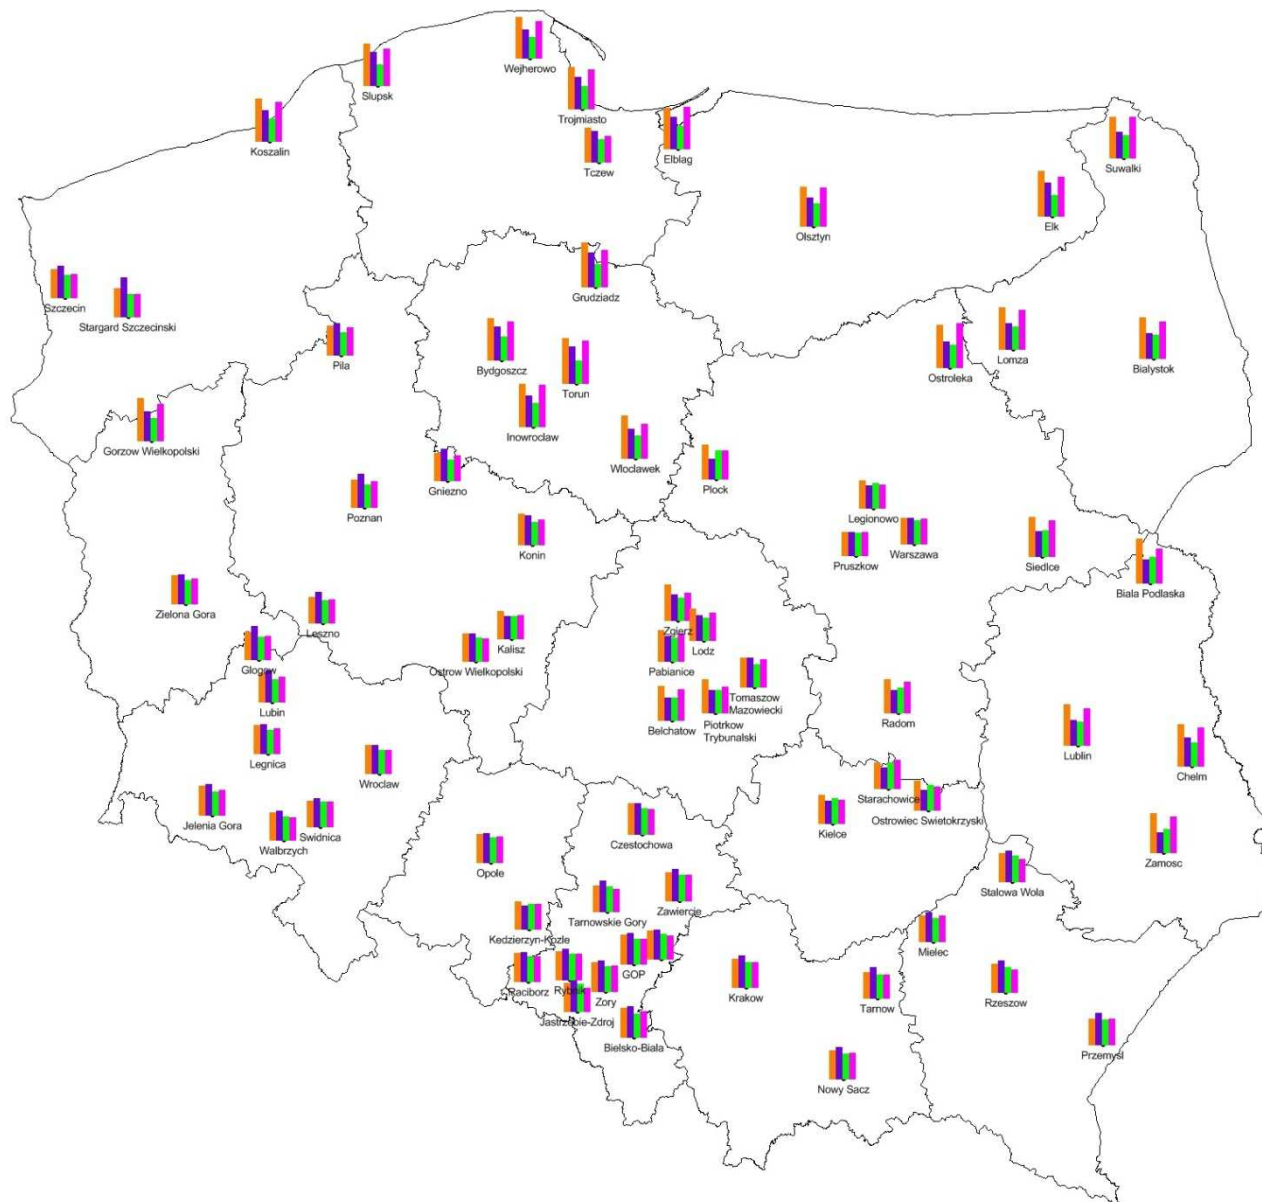 Wejherowo
Slupsk
Trojmiasto
Koszalin
Elblag
Tczew
Suwalki
Elk
Olsztyn
Grudziadz
Szczecin
Stargard Szczecinski
Pila
Bydgoszcz
Torun
Lomza
Bialystok
Ostroleka
Inowroclaw
Gorzow Wielkopolski
Wloclawek
Gniezno
Plock
Poznan
Legionowo
Konin
Warszawa
Pruszkow
Siedlce
Biala Podlaska
Zielona Gora
Leszno
Zgierz
Lodz
Kalisz
Ostrow Wielkopolski
Pabianice
Glogow
Tomaszow
Mazowiecki
Lubin
Belchatow
Piotrkow
Trybunalski
Radom
Legnica
Lublin
Chelm
Wroclaw
Starachowice
Ostrowiec Swietokrzyski
Jelenia Gora
Swidnica
Walbrzych
Kielce
Czestochowa
Zamosc
Opole
Stalowa Wola
Zawiercie
Tarnowskie Gory
Kedzierzyn-Kozle
Mielec
GOP
Raciborz
Rybnik
Zory
Krakow
Tarnow
Rzeszow
Jastrzebie-Zdroj
Bielsko-Biala
Przemysl
Nowy Sacz